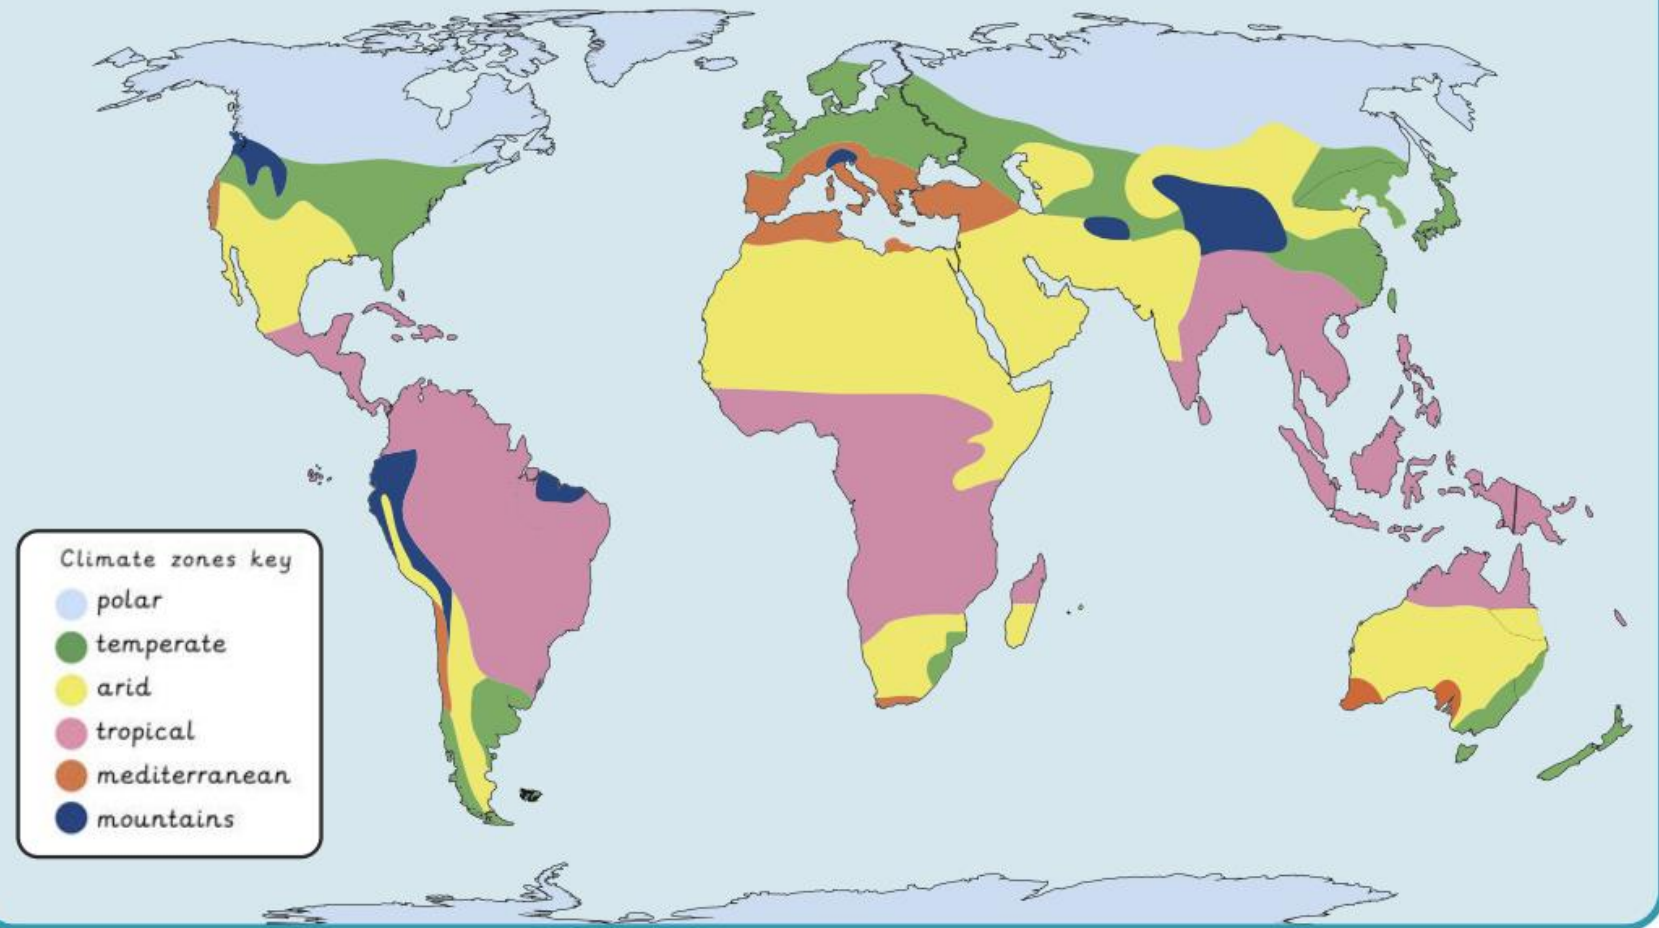 Climate zones key
polar
temperate
arid
tropical
mediterranean
mountains